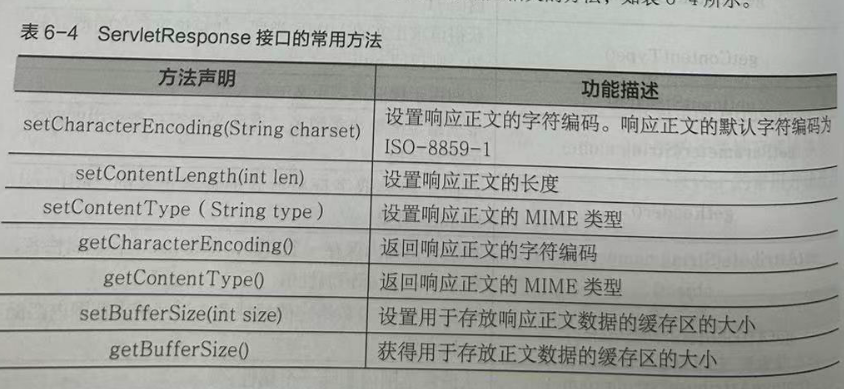 如表6-4所示。
表 6-4 ServletResponse 接口的常用方法
方法声明 功能描述
setCharacterEncoding(String charset) 设置响应正文的字符编码。响应正文的默认字符编码为
ISO-8859-1
setContentLength(int len) 设置响应正文的长度
setContentType ( String type ) 设置响应正文的 MIME 类型
getCharacterEncoding() 返回响应正文的字符编码
getContentType() 返回响应正文的 MIME 类型
setBufferSize(int size) 设置用于存放响应正文数据的缓存区的大小
getBufferSize() 获得用于存放正文数据的缓存区的大小